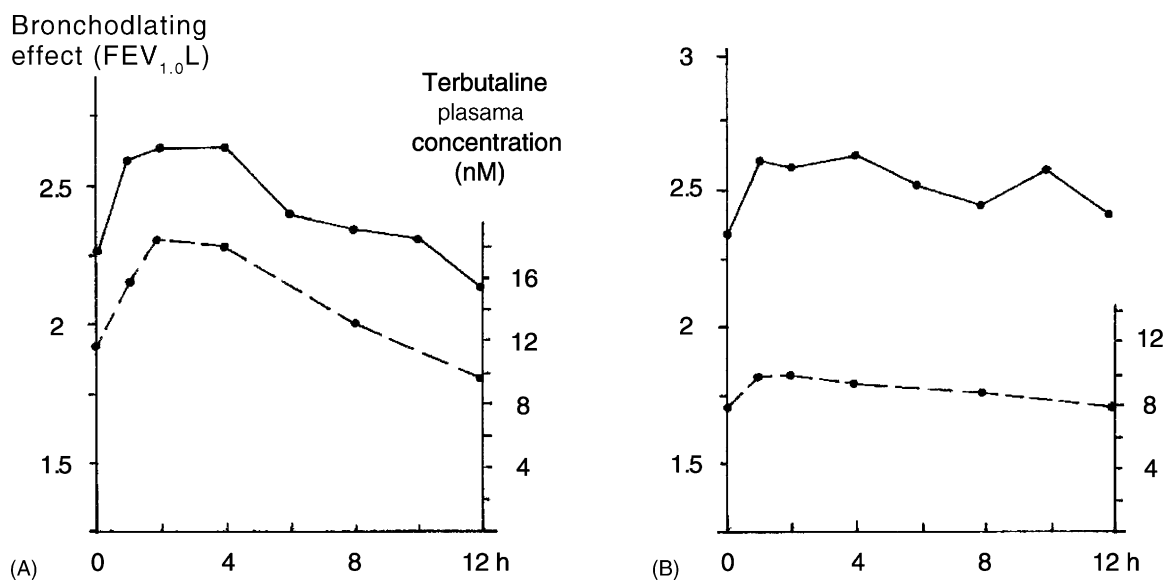 Bronchodlating
effect (FEV1.0L)
Terbutaline
plasama
concentration
(nM)
2.5
2
1.5
16
12
8
4
0 4 8 12 h
(A)
3
2.5
2
1.5
12
8
4
0 4 8 12 h
(B)